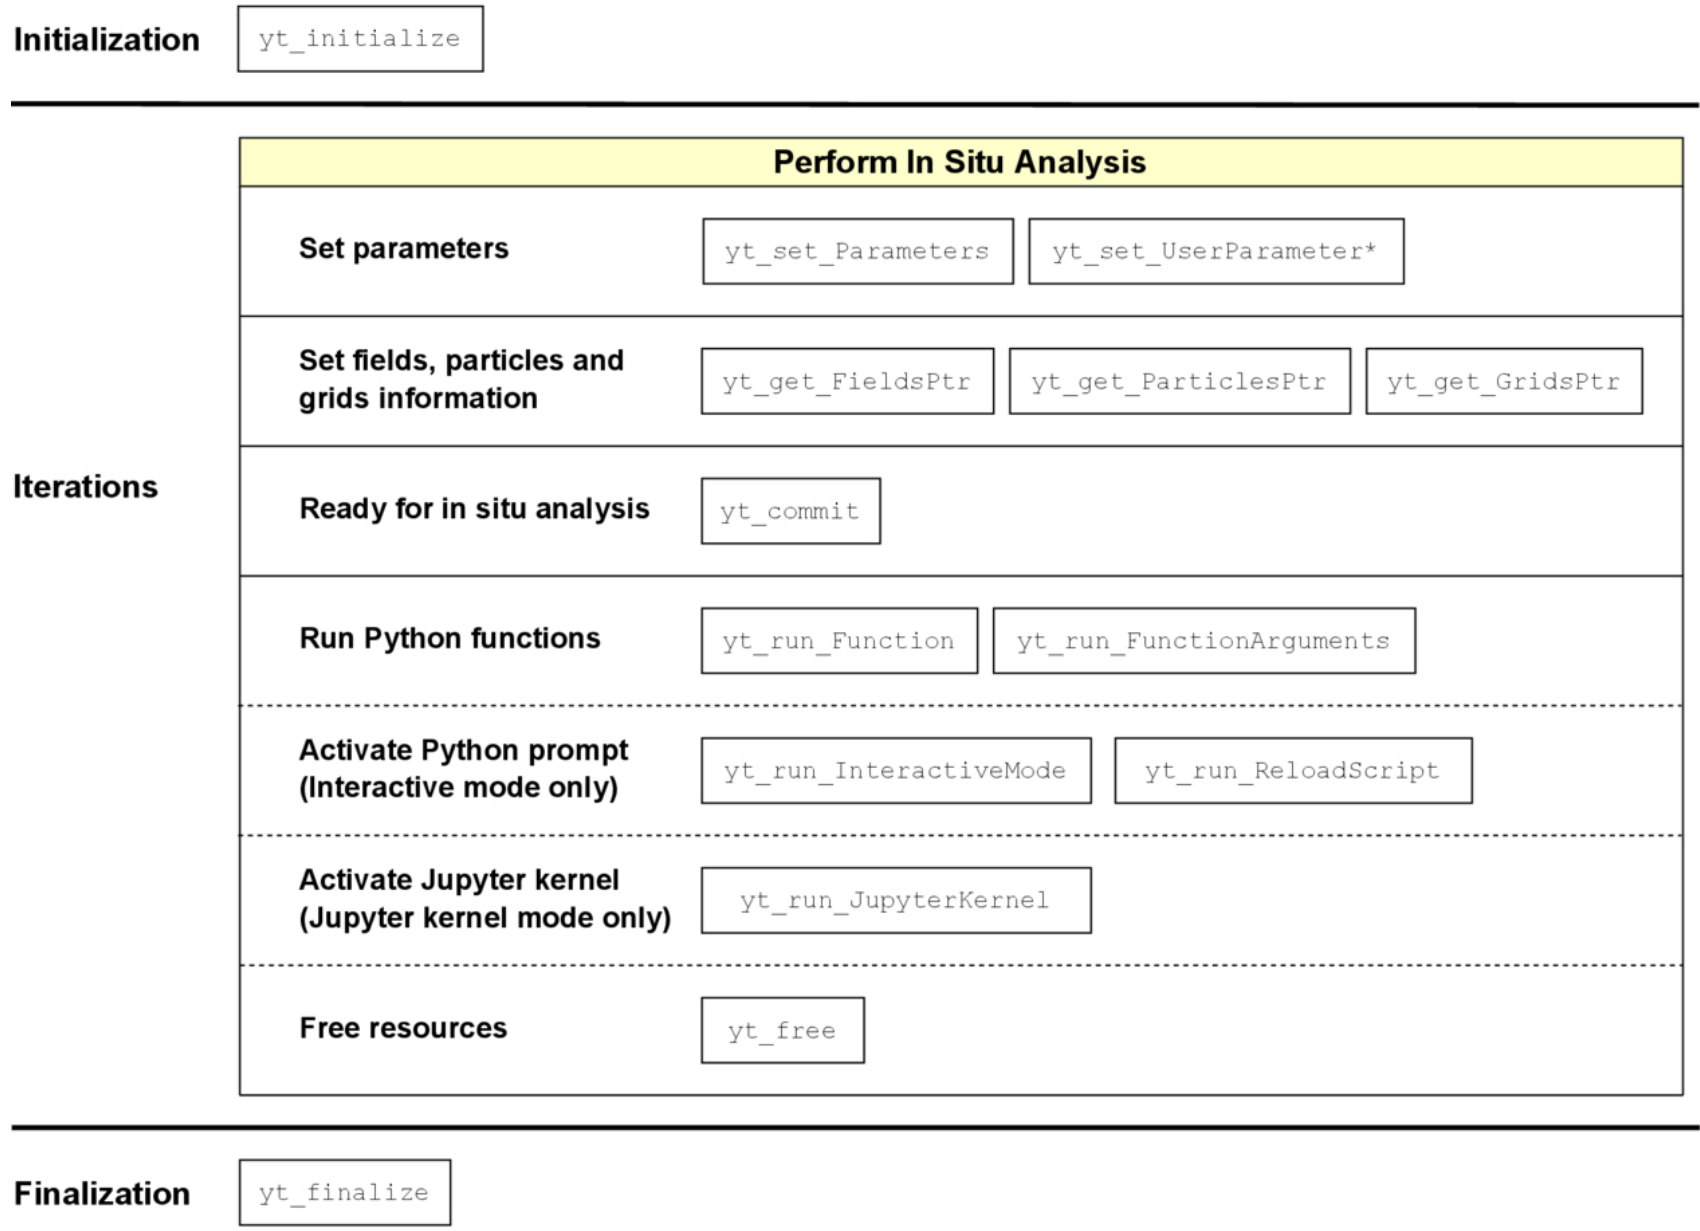 Initialization yt_initialize
Perform In Situ Analysis
Set parameters yt_set_Parameters yt_set_UserParameter*
Set fields, particles and
grids information
yt_get_FieldsPtr yt_get_ParticlesPtr yt_get_GridsPtr
Iterations
Ready for in situ analysis yt_commit
Run Python functions yt_run_Function yt_run_FunctionArguments
Activate Python prompt
(Interactive mode only)
yt_run_InteractiveMode yt_run_ReloadScript
Activate Jupyter kernel
(Jupyter kernel mode only)
yt_run_JupyterKernel
Free resources yt_free
Finalization yt_finalize